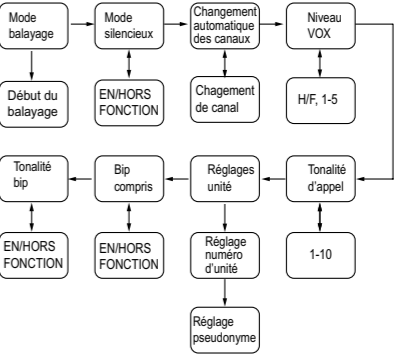 Mode
balayage
Mode
silencieux
Changement
automatique
des canaux
Niveau
VOX
Début du
balayage
EN/HORS
FONCTION
Chagement
de canal
H/F, 1-5
Tonalité
bip
Bip
compris
Réglages
unité
Tonalité
d'appel
EN/HORS
FONCTION
EN/HORS
FONCTION
Réglage
numéro
d'unité
1-10
Réglage
pseudonyme